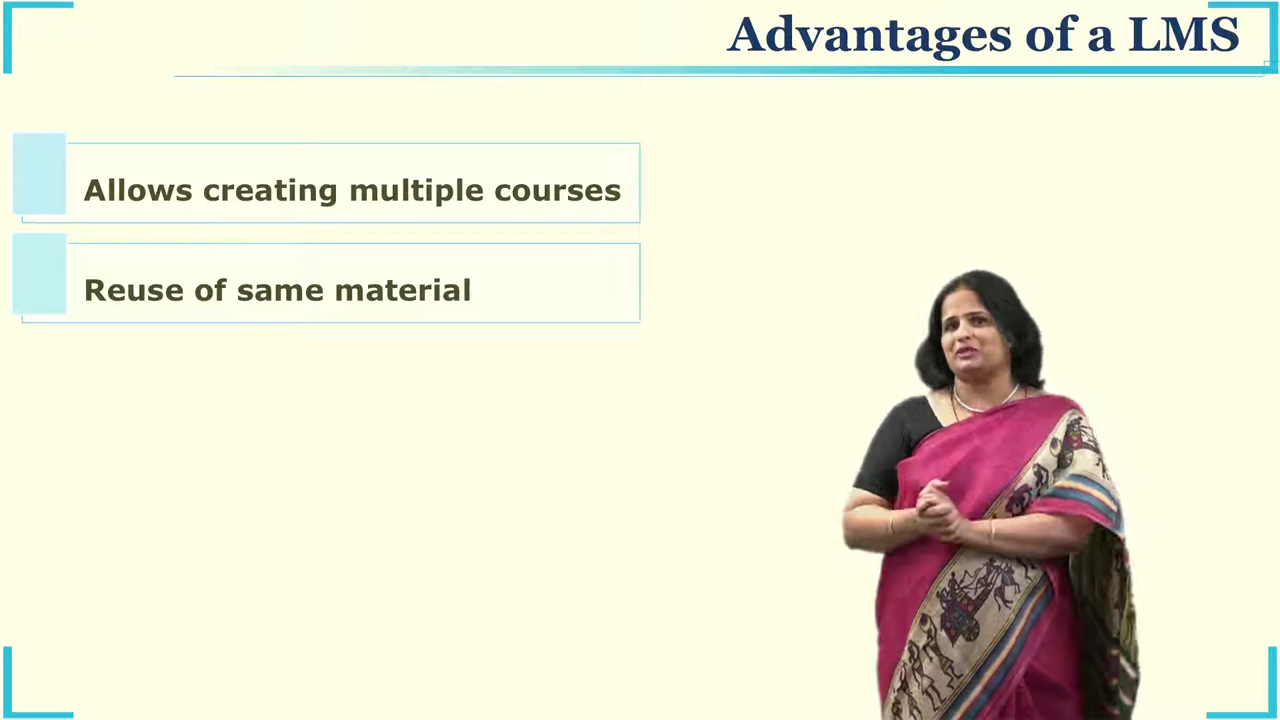 Advantages of a LMS
Allows creating multiple courses
Reuse of same material